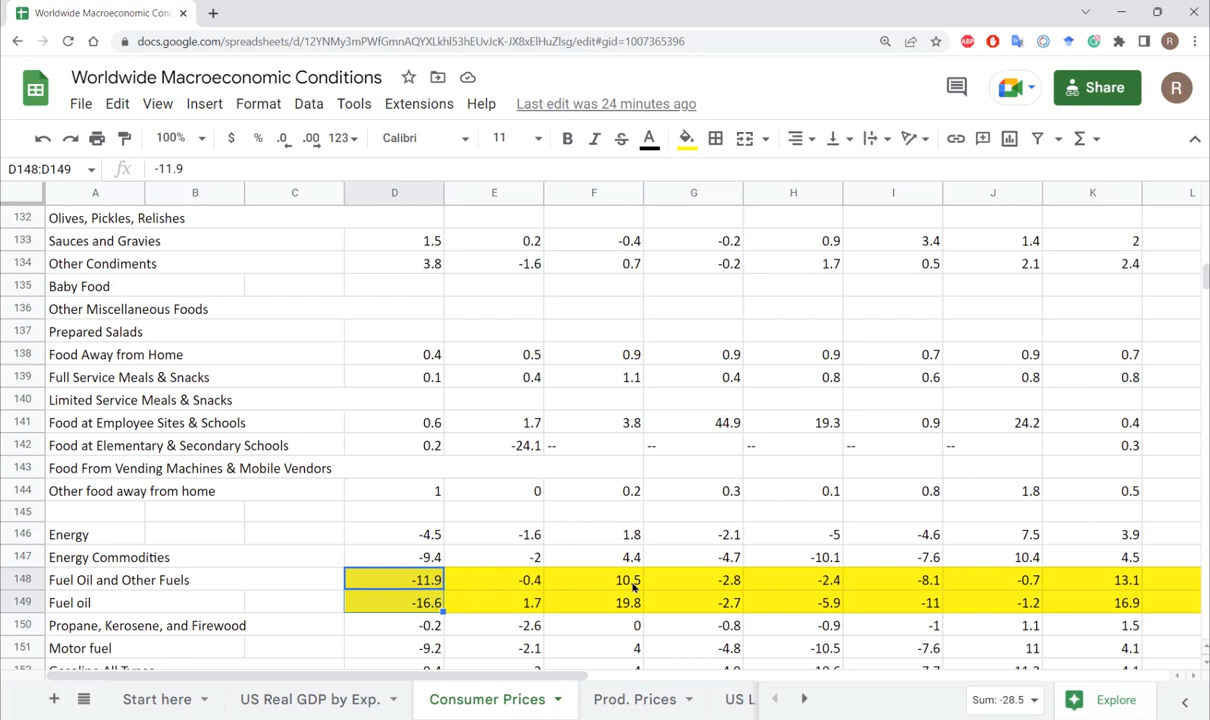 Worldwide Macroeconomic Con
docs.google.com/spreadsheets/d/12YNMy3mPWfGmnAQYXLkhl53hEUvJcK-JX8xElHuZlsg/edit#gid=1007365396
ABP
R
Worldwide Macroeconomic Conditions
File Edit View Insert Format Data Tools Extensions Help Last edit was 24 minutes ago
Share
R
100% $ % .0 .00 123 Calibri 11 B I S A
D148:D149 fx -11.9
A B C D E F G H I J K L
132 Olives, Pickles, Relishes
133 Sauces and Gravies 1.5 0.2 -0.4 -0.2 0.9 3.4 1.4 2
134 Other Condiments 3.8 -1.6 0.7 -0.2 1.7 0.5 2.1 2.4
135 Baby Food
136 Other Miscellaneous Foods
137 Prepared Salads
138 Food Away from Home 0.4 0.5 0.9 0.9 0.9 0.7 0.9 0.7
139 Full Service Meals & Snacks 0.1 0.4 1.1 0.4 0.8 0.6 0.8 0.8
140 Limited Service Meals & Snacks
141 Food at Employee Sites & Schools 0.6 1.7 3.8 44.9 19.3 0.9 24.2 0.4
142 Food at Elementary & Secondary Schools 0.2 -24.1 -- -- -- -- -- 0.3
143 Food From Vending Machines & Mobile Vendors
144 Other food away from home 1 0 0.2 0.3 0.1 0.8 1.8 0.5
145
146 Energy -4.5 -1.6 1.8 -2.1 -5 -4.6 7.5 3.9
147 Energy Commodities -9.4 -2 4.4 -4.7 -10.1 -7.6 10.4 4.5
148 Fuel Oil and Other Fuels -11.9 -0.4 10.5 -2.8 -2.4 -8.1 -0.7 13.1
149 Fuel oil -16.6 1.7 19.8 -2.7 -5.9 -11 -1.2 16.9
150 Propane, Kerosene, and Firewood -0.2 -2.6 0 -0.8 -0.9 -1 1.1 1.5
151 Motor fuel -9.2 -2.1 4 -4.8 -10.5 -7.6 11 4.1
Start here US Real GDP by Exp. Consumer Prices Prod. Prices US L Sum: -28.5 Explore